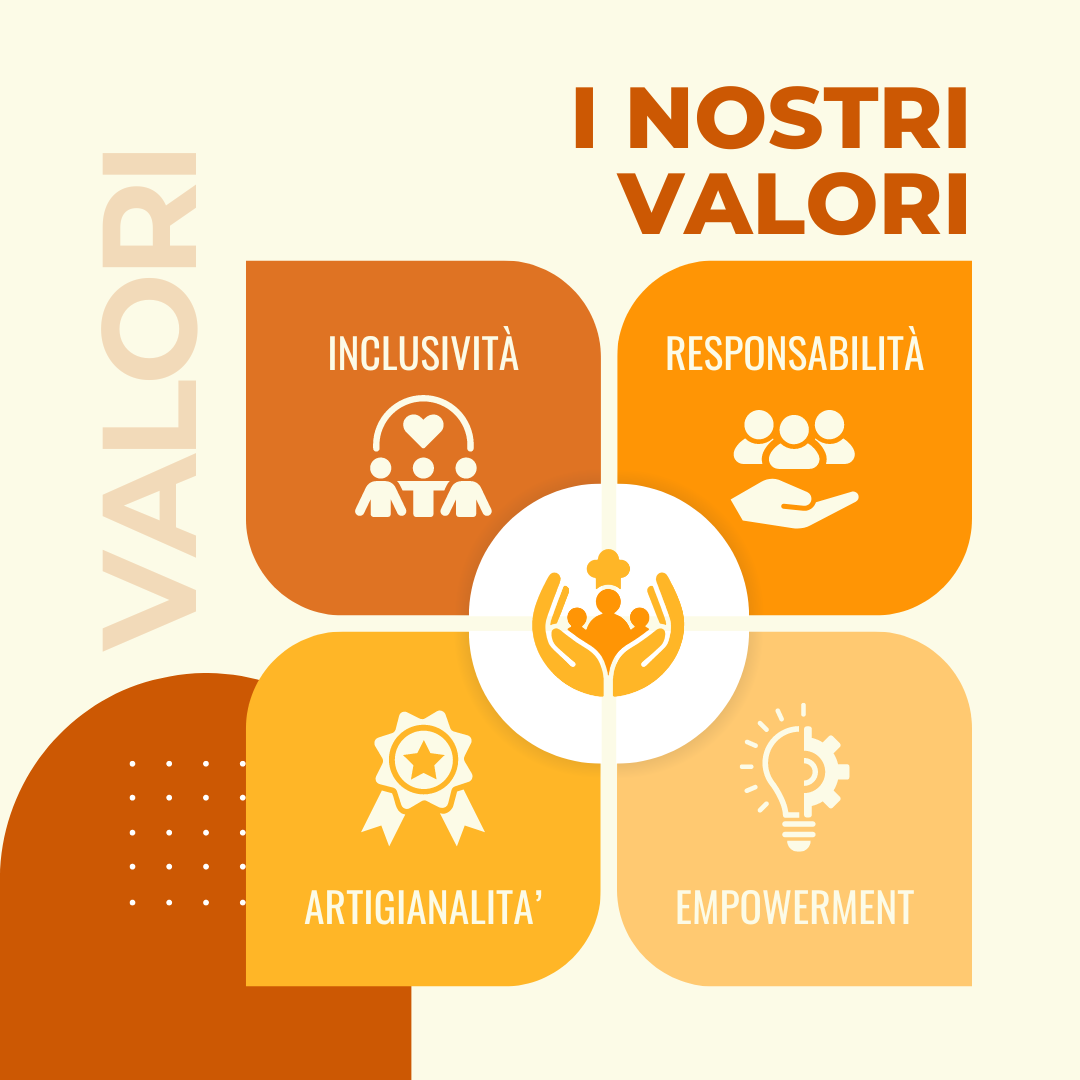 I NOSTRI
VALORI
VALORI
INCLUSIVITÀ
RESPONSABILITÀ
ARTIGIANALITA’
EMPOWERMENT